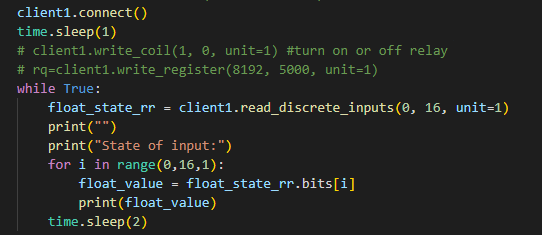 client1.connect()
time.sleep(1)
# client1.write_coil(1, 0, unit=1) #turn on or off relay
# rq=client1.write_register(8192, 5000, unit=1)
while True:
    float_state_rr = client1.read_discrete_inputs(0, 16, unit=1)
    print("")
    print("State of input:")
    for i in range(0,16,1):
        float_value = float_state_rr.bits[i]
        print(float_value)
    time.sleep(2)